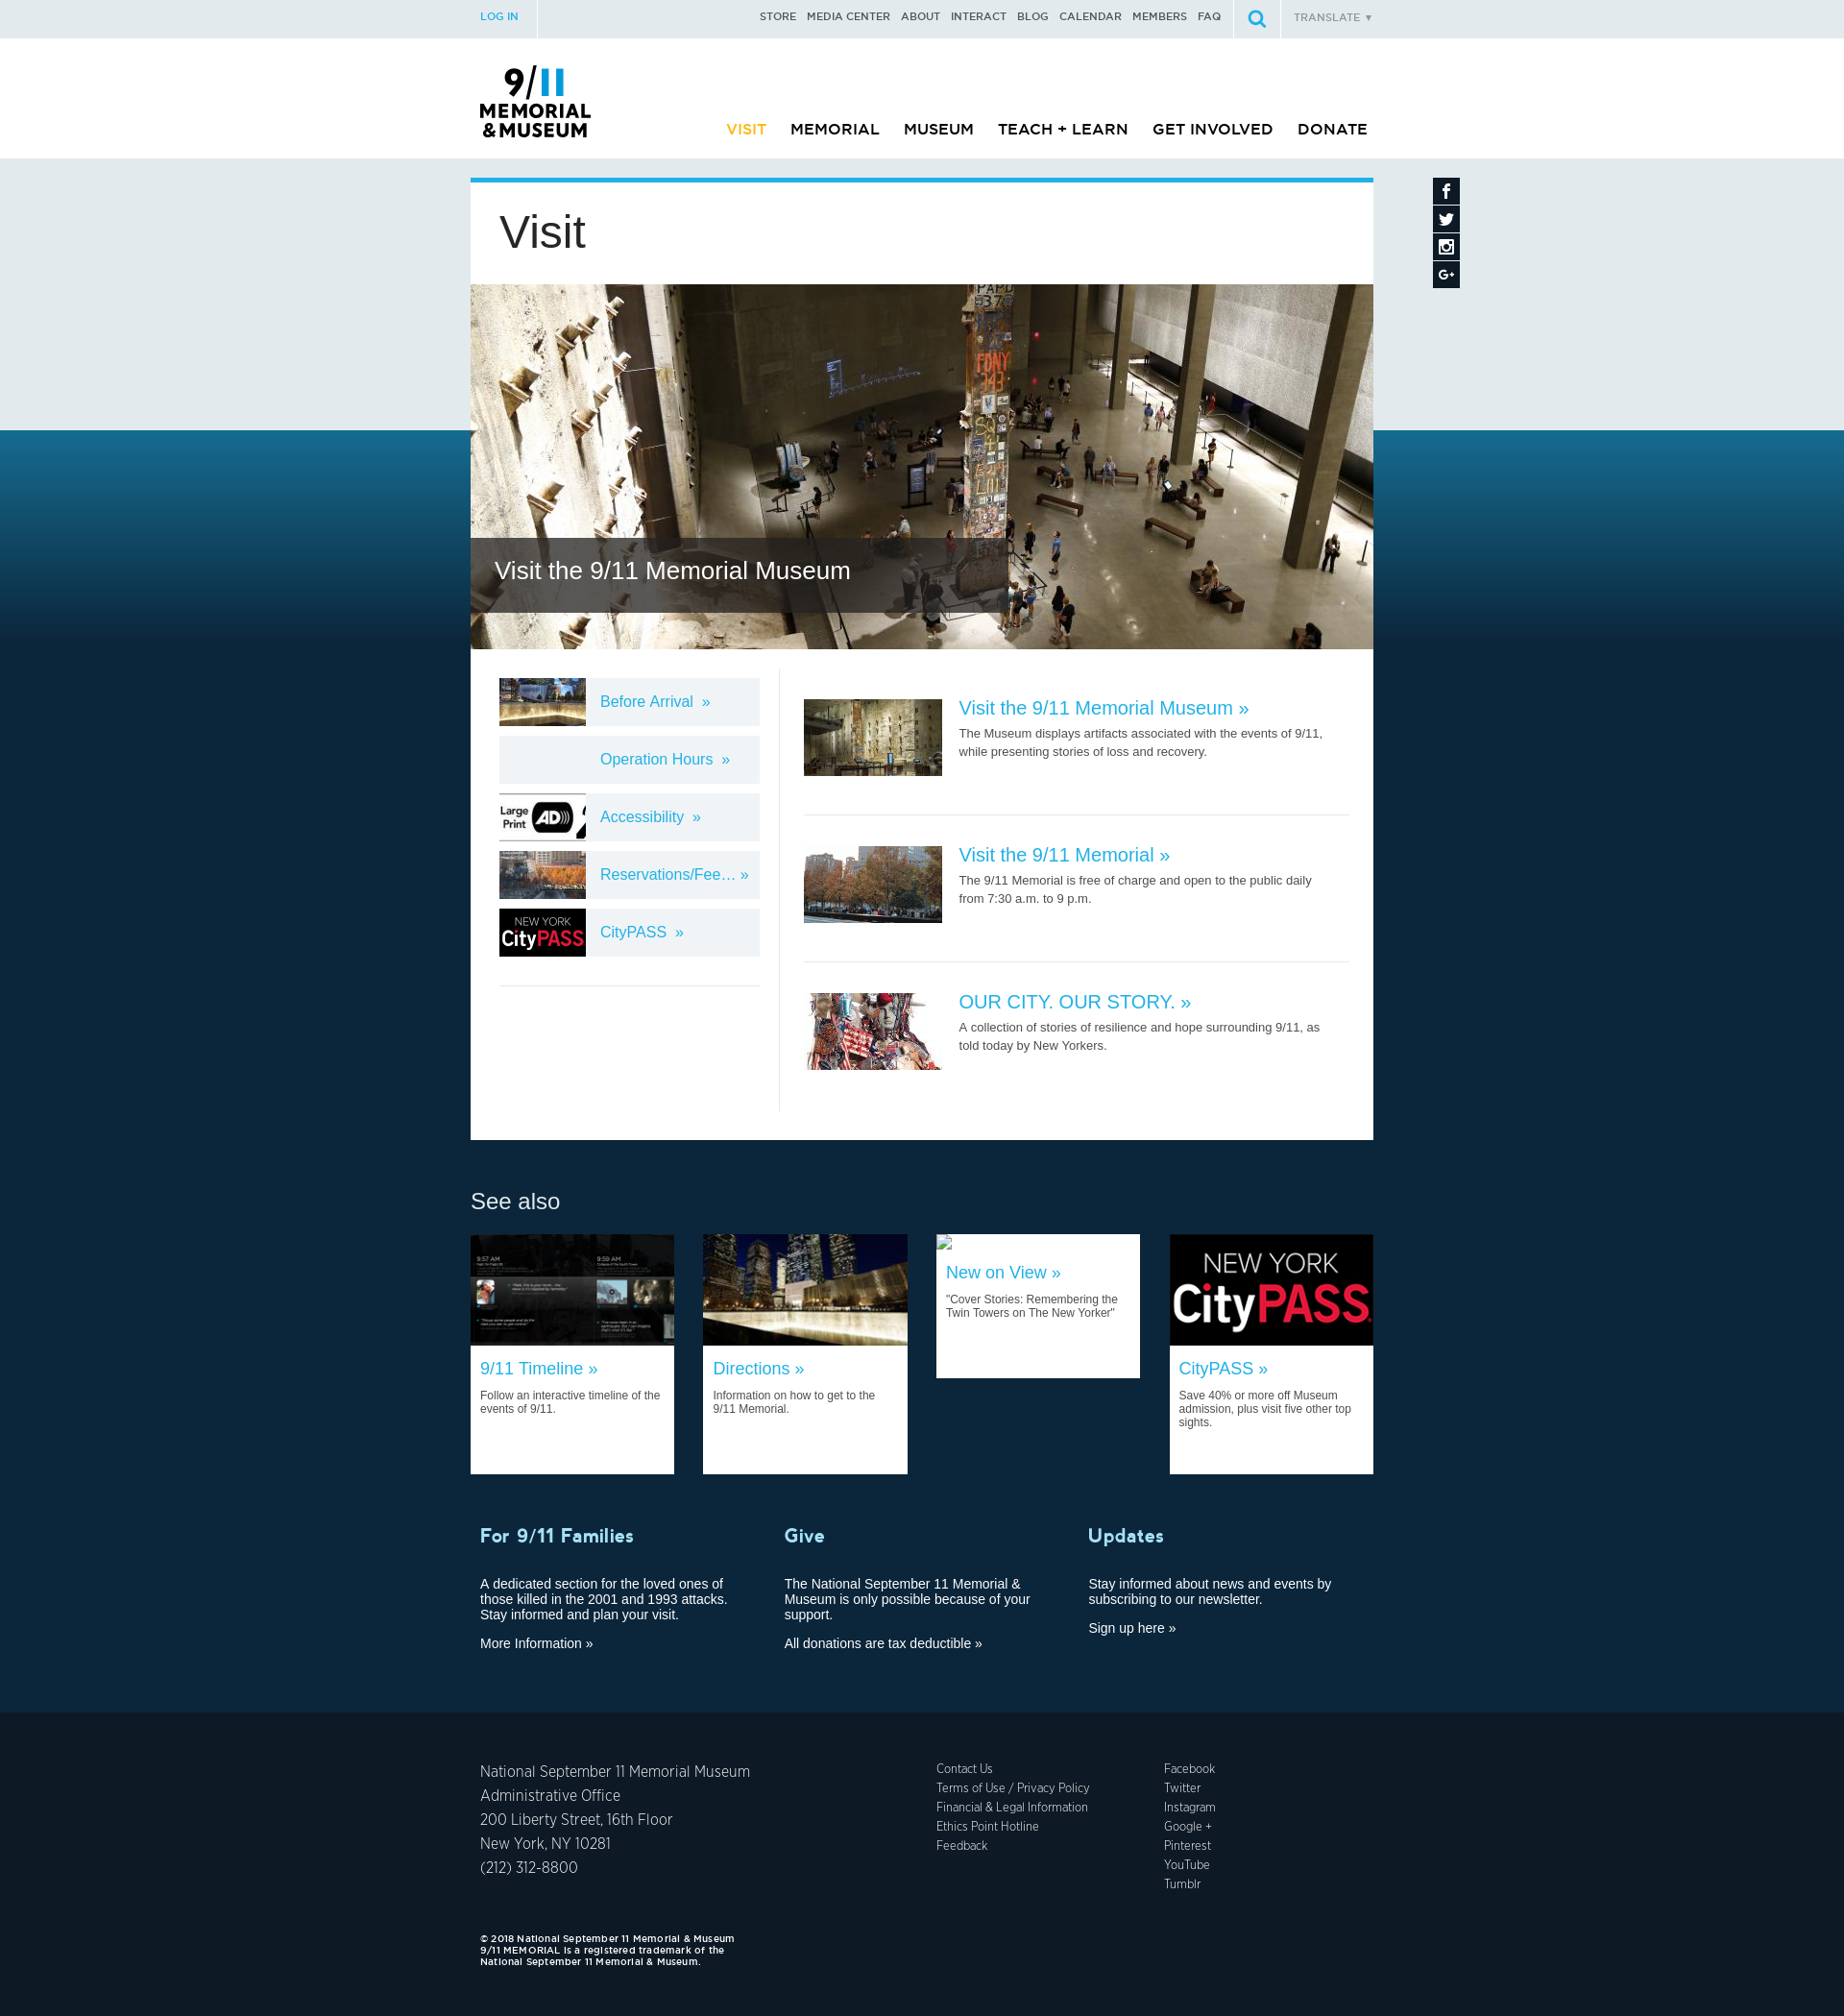 LOG IN
STORE MEDIA CENTER ABOUT INTERACT BLOG CALENDAR MEMBERS FAQ
TRANSLATE ▼
9/11
MEMORIAL
& MUSEUM
VISIT MEMORIAL MUSEUM TEACH + LEARN GET INVOLVED DONATE
Visit
PAPD
FDNY
343
Visit the 9/11 Memorial Museum
Before Arrival »
Operation Hours »
Large
Print
AD
Accessibility »
Reservations/Fee… »
NEW YORK
CityPASS
CityPASS »
Visit the 9/11 Memorial Museum »
The Museum displays artifacts associated with the events of 9/11,
while presenting stories of loss and recovery.
Visit the 9/11 Memorial »
The 9/11 Memorial is free of charge and open to the public daily
from 7:30 a.m. to 9 p.m.
OUR CITY. OUR STORY. »
A collection of stories of resilience and hope surrounding 9/11, as
told today by New Yorkers.
See also
9:57 AM
9:59 AM
9/11 Timeline »
Follow an interactive timeline of the
events of 9/11.
Directions »
Information on how to get to the
9/11 Memorial.
New on View »
"Cover Stories: Remembering the
Twin Towers on The New Yorker"
NEW YORK
CityPASS
CityPASS »
Save 40% or more off Museum
admission, plus visit five other top
sights.
For 9/11 Families
A dedicated section for the loved ones of
those killed in the 2001 and 1993 attacks.
Stay informed and plan your visit.
More Information »
Give
The National September 11 Memorial &
Museum is only possible because of your
support.
All donations are tax deductible »
Updates
Stay informed about news and events by
subscribing to our newsletter.
Sign up here »
National September 11 Memorial Museum
Administrative Office
200 Liberty Street, 16th Floor
New York, NY 10281
(212) 312-8800
Contact Us
Terms of Use / Privacy Policy
Financial & Legal Information
Ethics Point Hotline
Feedback
Facebook
Twitter
Instagram
Google +
Pinterest
YouTube
Tumblr
© 2018 National September 11 Memorial & Museum
9/11 MEMORIAL is a registered trademark of the
National September 11 Memorial & Museum.